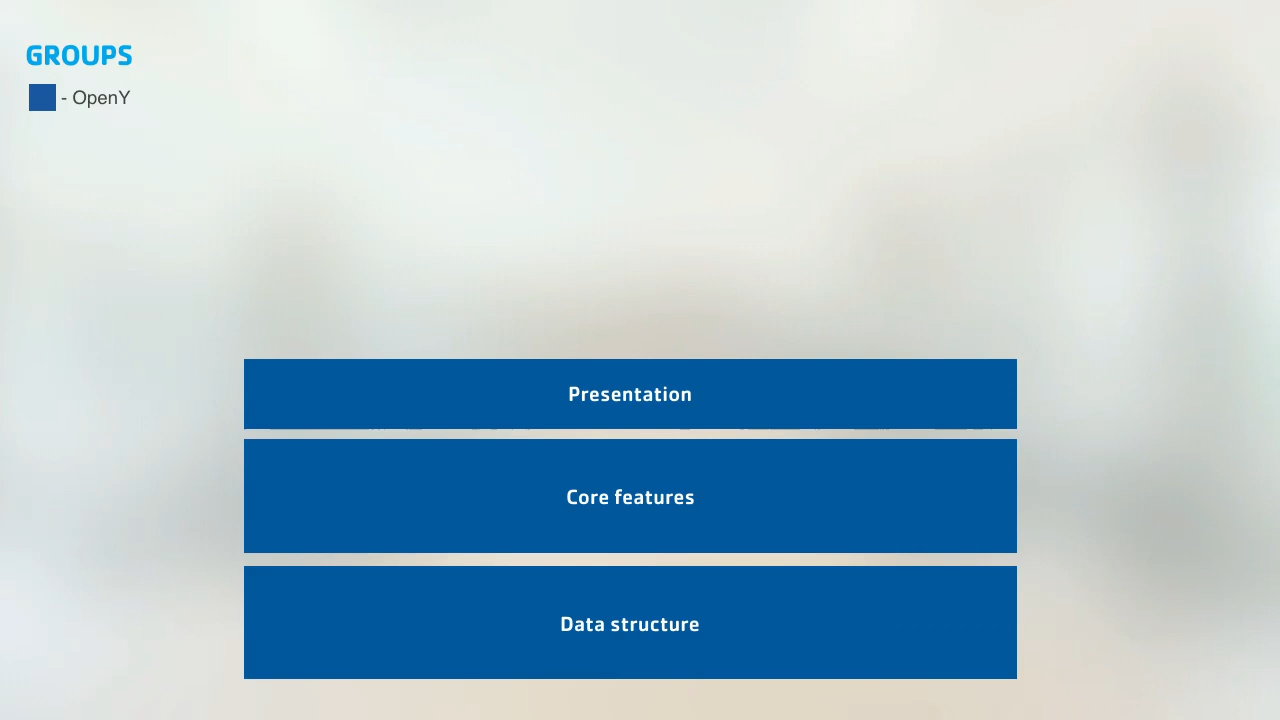 GROUPS
- OpenY
Presentation
Core features
Data structure